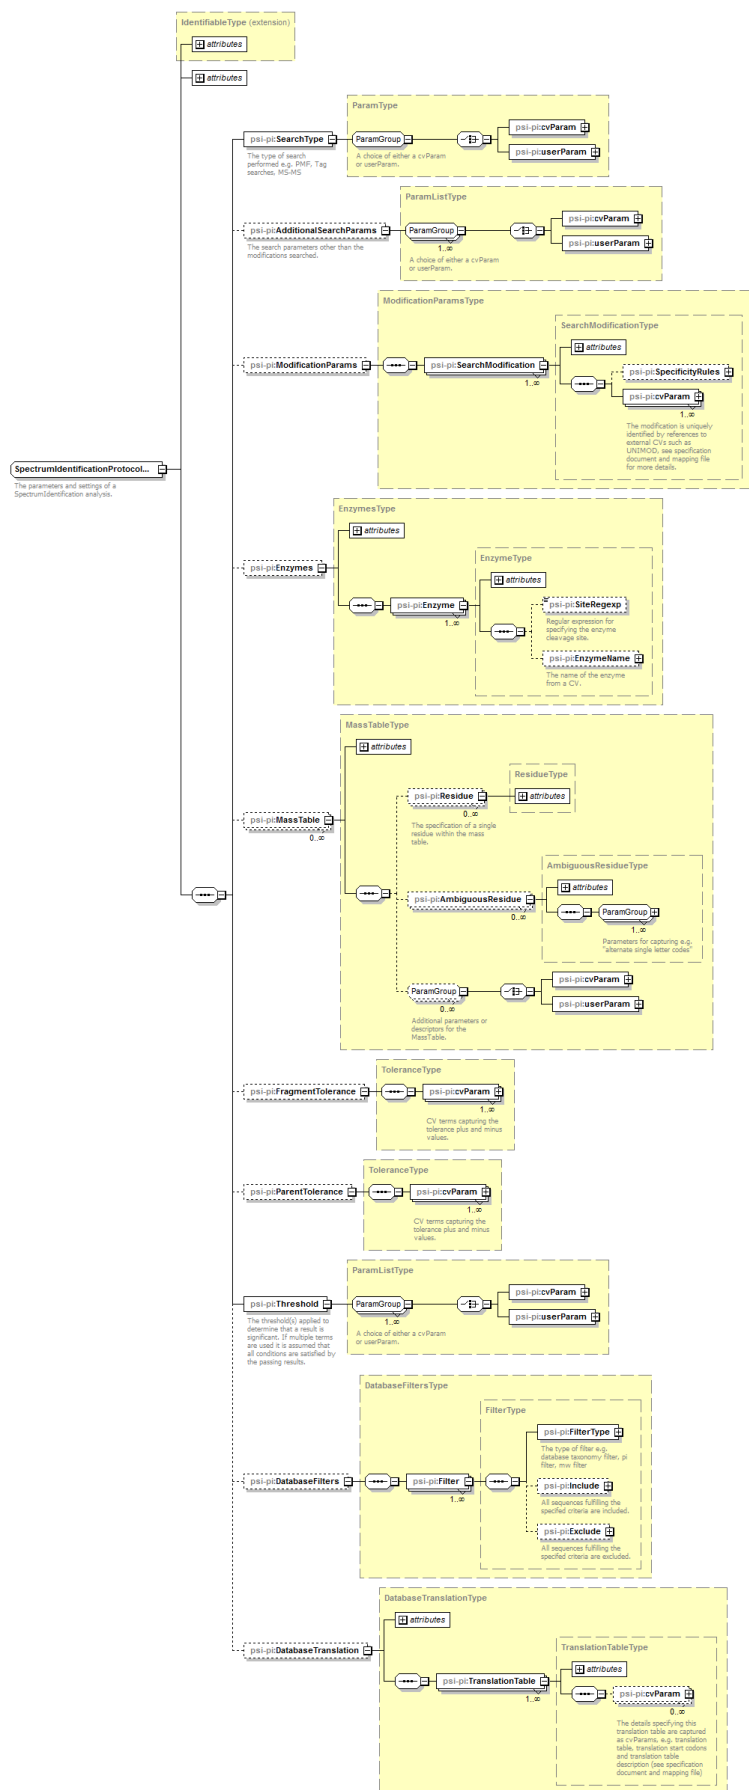 IdentifiableType (extension)
attributes
attributes
ParamType
psi-pi:SearchType
ParamGroup
psi-pi:cvParam
psi-pi:userParam
The type of search
performed e.g. PMF, Tag
searches, MS-MS
A choice of either a cvParam
or userParam.
ParamListType
psi-pi:AdditionalSearchParams
ParamGroup
1..∞
psi-pi:cvParam
psi-pi:userParam
The search parameters other than the
modifications searched.
A choice of either a cvParam
or userParam.
ModificationParamsType
SearchModificationType
attributes
psi-pi:ModificationParams
psi-pi:SearchModification
1..∞
psi-pi:SpecificityRules
psi-pi:cvParam
1..∞
The modification is uniquely
identified by references to
external CVs such as
UNIMOD, see specification
document and mapping file
for more details.
SpectrumIdentificationProtocol...
The parameters and settings of a
SpectrumIdentification analysis.
EnzymesType
attributes
psi-pi:Enzymes
EnzymeType
attributes
psi-pi:Enzyme
1..∞
psi-pi:SiteRegexp
Regular expression for
specifying the enzyme
cleavage site.
psi-pi:EnzymeName
The name of the enzyme
from a CV.
MassTableType
attributes
ResidueType
psi-pi:Residue
0..∞
attributes
The specification of a single
residue within the mass
table.
psi-pi:MassTable
0..∞
AmbiguousResidueType
attributes
psi-pi:AmbiguousResidue
0..∞
ParamGroup
1..∞
Parameters for capturing e.g.
"alternate single letter codes"
ParamGroup
0..∞
psi-pi:cvParam
psi-pi:userParam
Additional parameters or
descriptors for the
MassTable.
ToleranceType
psi-pi:FragmentTolerance
psi-pi:cvParam
1..∞
CV terms capturing the
tolerance plus and minus
values.
ToleranceType
psi-pi:ParentTolerance
psi-pi:cvParam
1..∞
CV terms capturing the
tolerance plus and minus
values.
ParamListType
psi-pi:Threshold
ParamGroup
1..∞
psi-pi:cvParam
psi-pi:userParam
The threshold(s) applied to
determine that a result is
significant. If multiple terms
are used it is assumed that
all conditions are satisfied by
the passing results.
A choice of either a cvParam
or userParam.
DatabaseFiltersType
FilterType
psi-pi:FilterType
The type of filter e.g.
database taxonomy filter, pi
filter, mw filter
psi-pi:DatabaseFilters
psi-pi:Filter
1..∞
psi-pi:Include
All sequences fulfilling the
specifed criteria are included.
psi-pi:Exclude
All sequences fulfilling the
specifed criteria are excluded.
DatabaseTranslationType
attributes
psi-pi:DatabaseTranslation
TranslationTableType
attributes
psi-pi:TranslationTable
1..∞
psi-pi:cvParam
0..∞
The details specifying this
translation table are captured
as cvParams, e.g. translation
table, translation start codons
and translation table
description (see specification
document and mapping file)